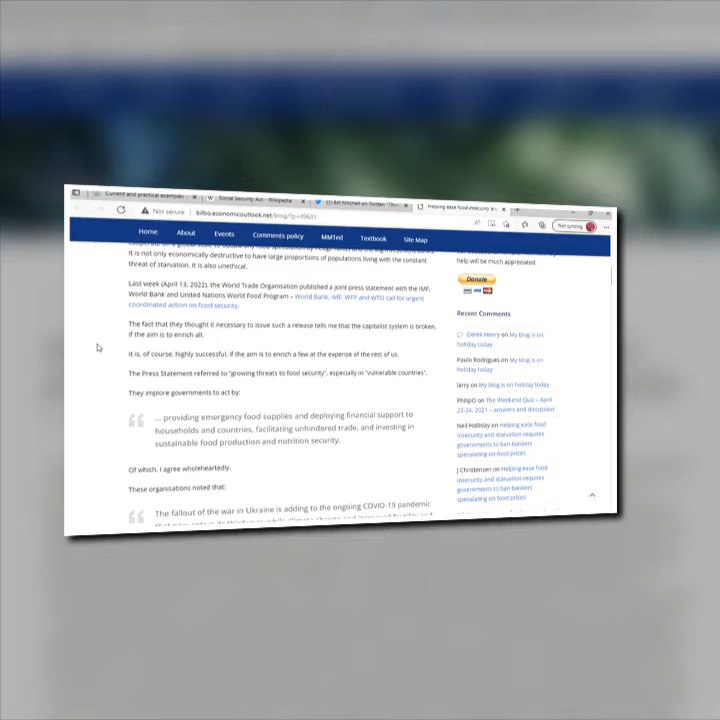 Current and practical examples
Social Security Act - Wikipedia
(1) Bill Mitchell on Twitter: "
Helping ease food insecurity an
Not secure | bilbo.economicoutlook.net/blog/?p=49631
Not syncing
Home About Events Comments policy MMTed Textbook Site Map
It is not only economically destructive to have large proportions of populations living with the constant
threat of starvation. It is also unethical.
Last week (April 13, 2022), the World Trade Organisation published a joint press statement with the IMF,
World Bank and United Nations World Food Program – World Bank, IMF, WFP and WTO call for urgent
coordinated action on food security.
The fact that they thought it necessary to issue such a release tells me that the capitalist system is broken,
if the aim is to enrich all.
It is, of course, highly successful, if the aim is to enrich a few at the expense of the rest of us.
The Press Statement referred to "growing threats to food security", especially in "vulnerable countries".
They implore governments to act by:
... providing emergency food supplies and deploying financial support to
households and countries, facilitating unhindered trade, and investing in
sustainable food production and nutrition security.
Of which, I agree wholeheartedly.
These organisations noted that:
The fallout of the war in Ukraine is adding to the ongoing COVID-19 pandemic
help will be much appreciated.
Donate
Recent Comments
Derek Henry on My blog is on
holiday today
Paulo Rodrigues on My blog is on
holiday today
larry on My blog is on holiday today
PhilipO on The Weekend Quiz – April
23-24, 2021 – answers and discussion
Neil Halliday on Helping ease food
insecurity and starvation requires
governments to ban bankers
speculating on food prices
J Christensen on Helping ease food
insecurity and starvation requires
governments to ban bankers
speculating on food prices